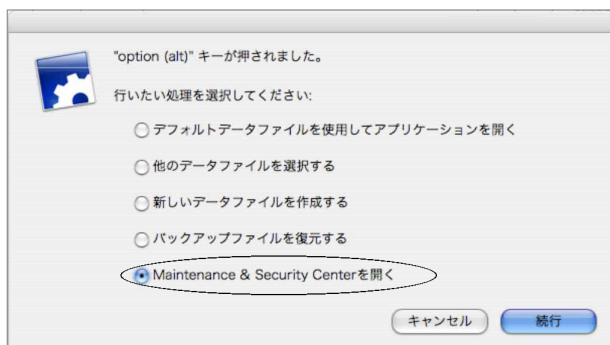 "option (alt)" キーが押されました。
行いたい処理を選択してください:
デフォルトデータファイルを使用してアプリケーションを開く
他のデータファイルを選択する
新しいデータファイルを作成する
バックアップファイルを復元する
Maintenance & Security Centerを開く
キャンセル 続行